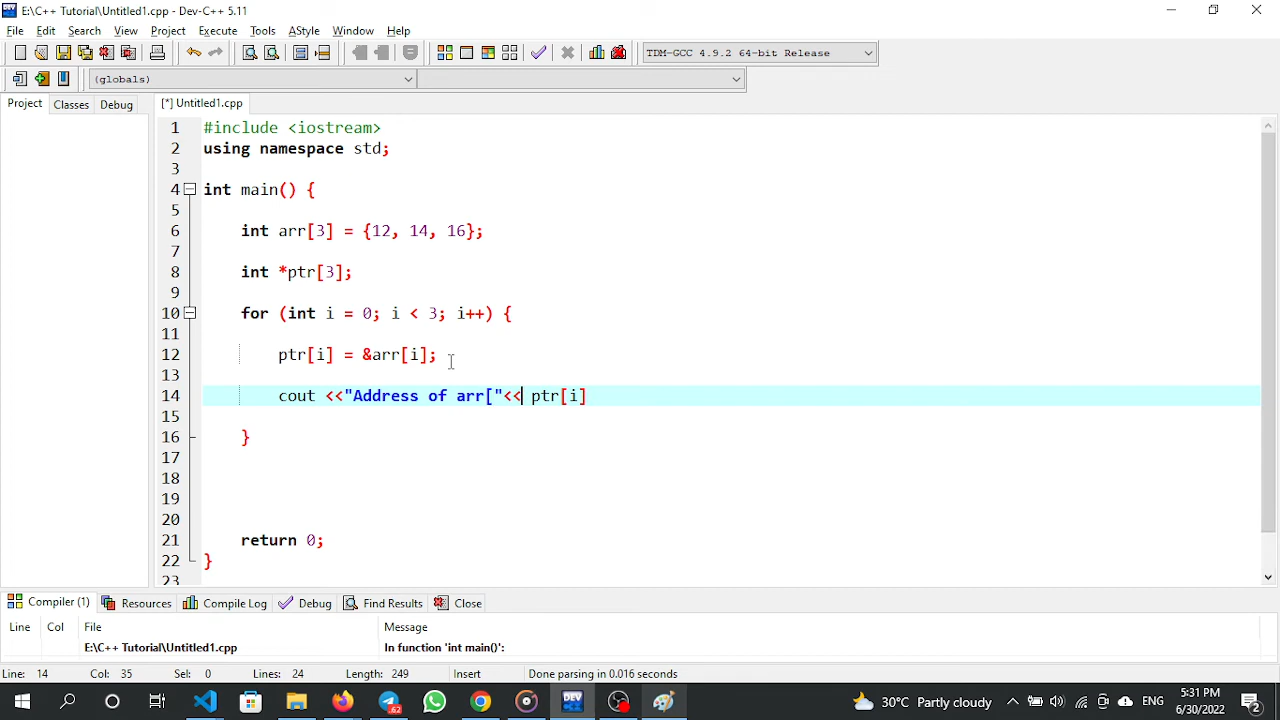 E:\C++ Tutorial\Untitled1.cpp - Dev-C++ 5.11
File Edit Search View Project Execute Tools AStyle Window Help
TDM-GCC 4.9.2 64-bit Release
(globals)
Project Classes Debug [*] Untitled1.cpp
1 #include <iostream>
2 using namespace std;
3
4 int main() {
5
6 int arr[3] = {12, 14, 16};
7
8 int *ptr[3];
9
10 for (int i = 0; i < 3; i++) {
11
12 ptr[i] = &arr[i];
13
14 cout <<"Address of arr["<< ptr[i]
15
16 }
17
18
19
20
21 return 0;
22 }
23
Compiler (1) Resources Compile Log Debug Find Results Close
Line Col File Message
E:\C++ Tutorial\Untitled1.cpp In function 'int main()':
Line: 14 Col: 35 Sel: 0 Lines: 24 Length: 249 Insert Done parsing in 0.016 seconds
DEV 62 30°C Partly cloudy ENG 5:31 PM
6/30/2022 2